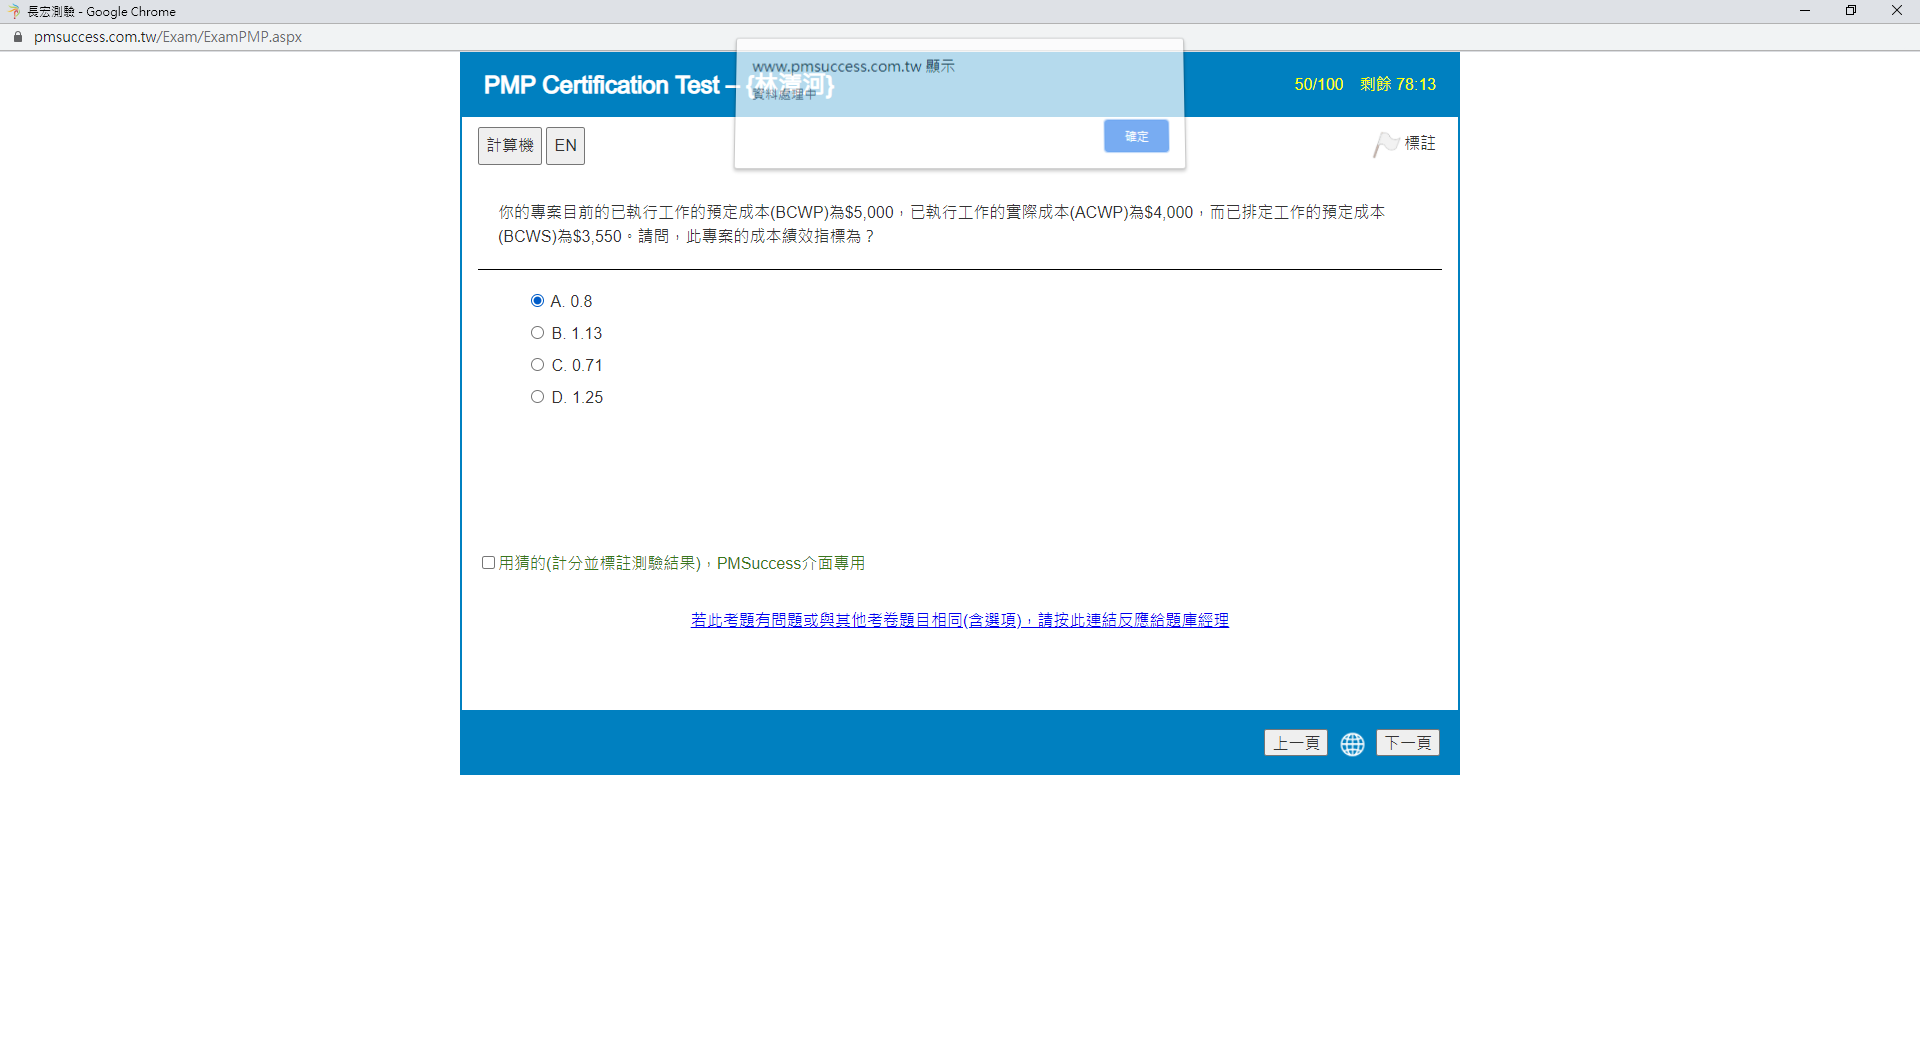 長宏測驗 - Google Chrome
pmsuccess.com.tw/Exam/ExamPMP.aspx
PMP Certification Test – {林清河}
www.pmsuccess.com.tw 顯示
資料處理中
確定
50/100 剩餘 78:13
計算機 EN
標註
你的專案目前的已執行工作的預定成本(BCWP)為$5,000，已執行工作的實際成本(ACWP)為$4,000，而已排定工作的預定成本
(BCWS)為$3,550。請問，此專案的成本績效指標為？
A. 0.8
B. 1.13
C. 0.71
D. 1.25
用猜的(計分並標註測驗結果)，PMSuccess介面專用
若此考題有問題或與其他考卷題目相同(含選項)，請按此連結反應給題庫經理
上一頁 下一頁